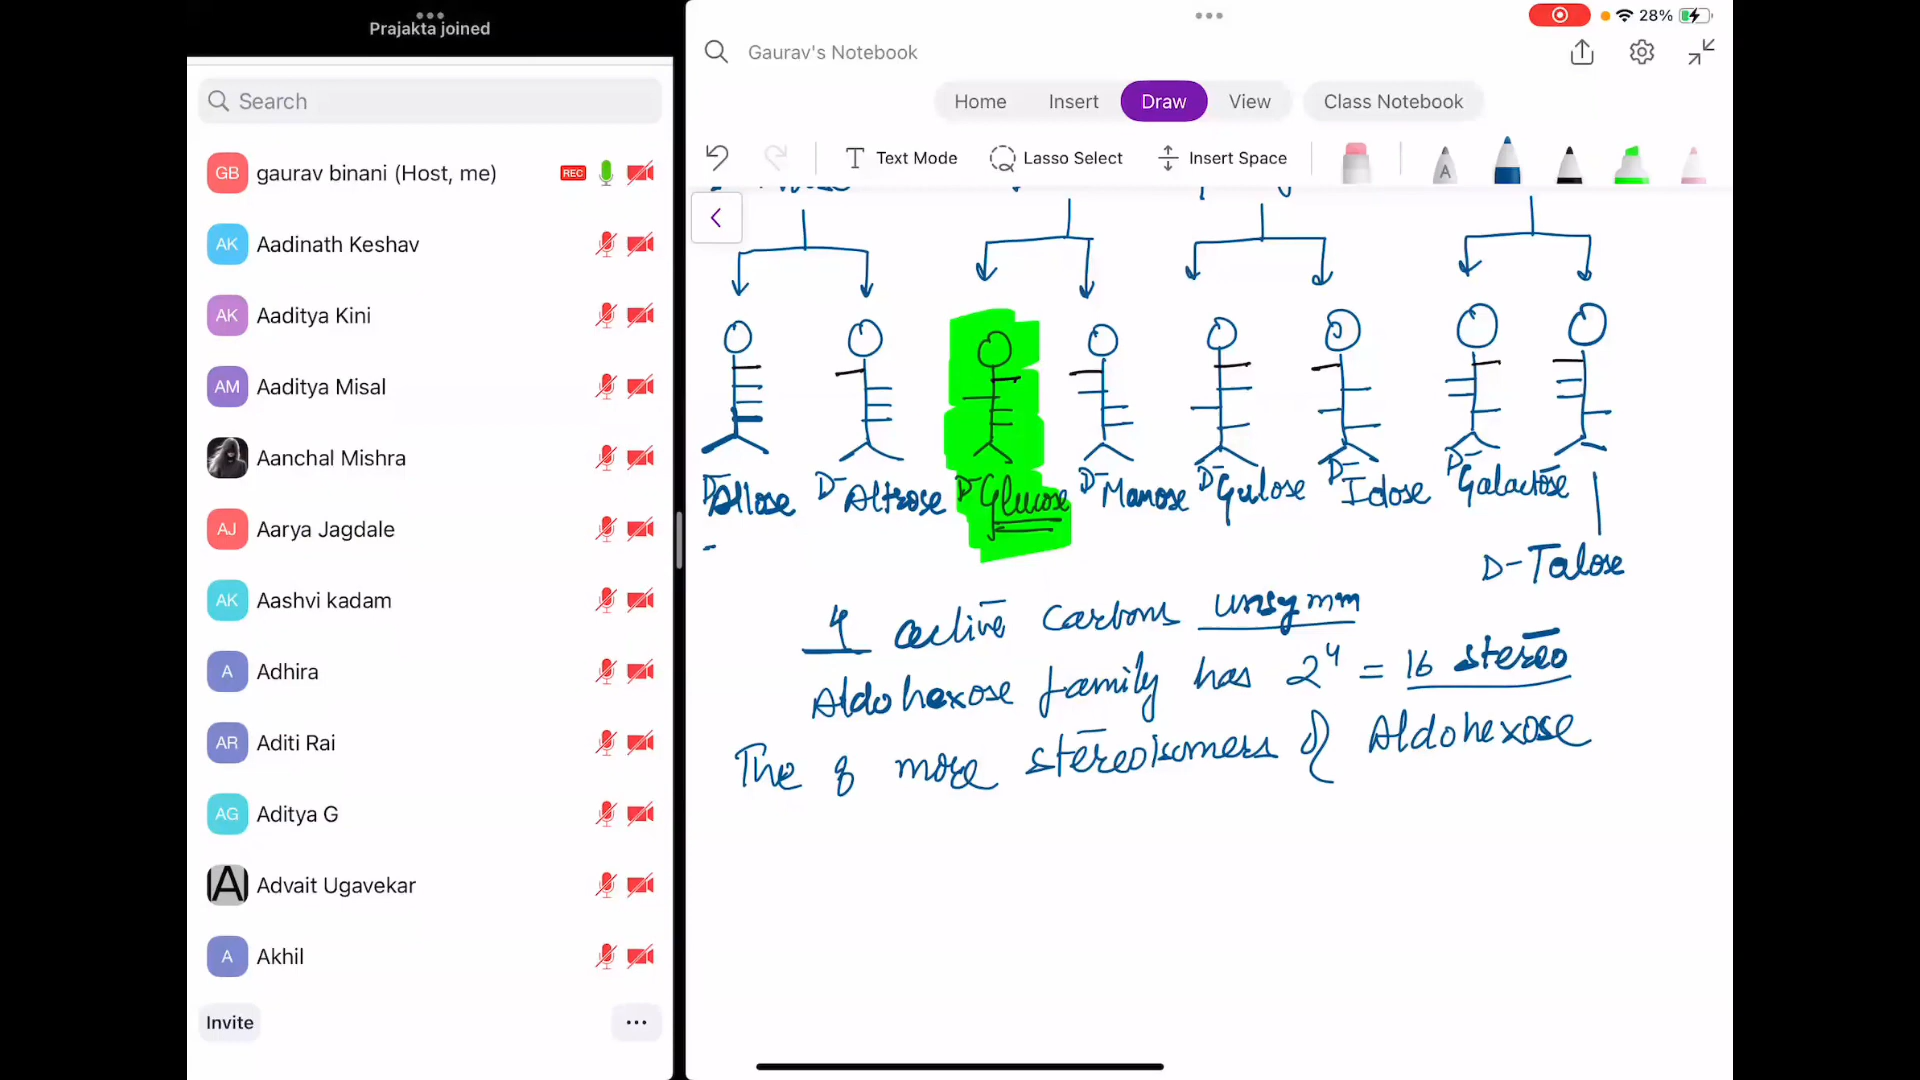 Prajakta joined
Search
GB gaurav binani (Host, me) REC
AK Aadinath Keshav
AK Aaditya Kini
AM Aaditya Misal
Aanchal Mishra
AJ Aarya Jagdale
AK Aashvi kadam
A Adhira
AR Aditi Rai
AG Aditya G
A Advait Ugavekar
A Akhil
Invite
28%
Gaurav's Notebook
Home Insert Draw View Class Notebook
Text Mode Lasso Select Insert Space A
D-Allose D-Altrose D-Glucose D-Manose D-Gulose D-Idose D-Galactose
D-Talose
4 active carbons unsymm
Aldohexose family has 2⁴ = 16 stereo
The 8 more stereoisomers of Aldohexose